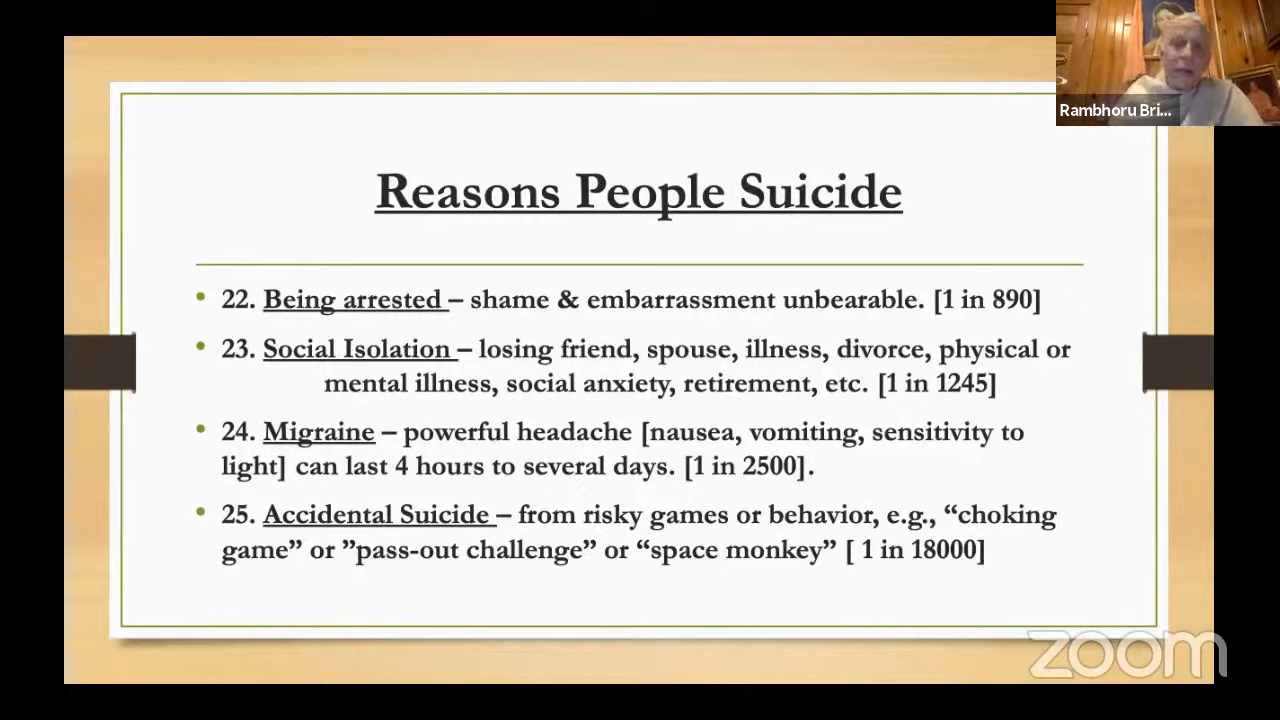 Rambhoru Bri...
Reasons People Suicide
• 22. Being arrested – shame & embarrassment unbearable. [1 in 890]
• 23. Social Isolation – losing friend, spouse, illness, divorce, physical or
mental illness, social anxiety, retirement, etc. [1 in 1245]
• 24. Migraine – powerful headache [nausea, vomiting, sensitivity to
light] can last 4 hours to several days. [1 in 2500].
• 25. Accidental Suicide – from risky games or behavior, e.g., “choking
game” or ”pass-out challenge” or “space monkey” [ 1 in 18000]
zoom